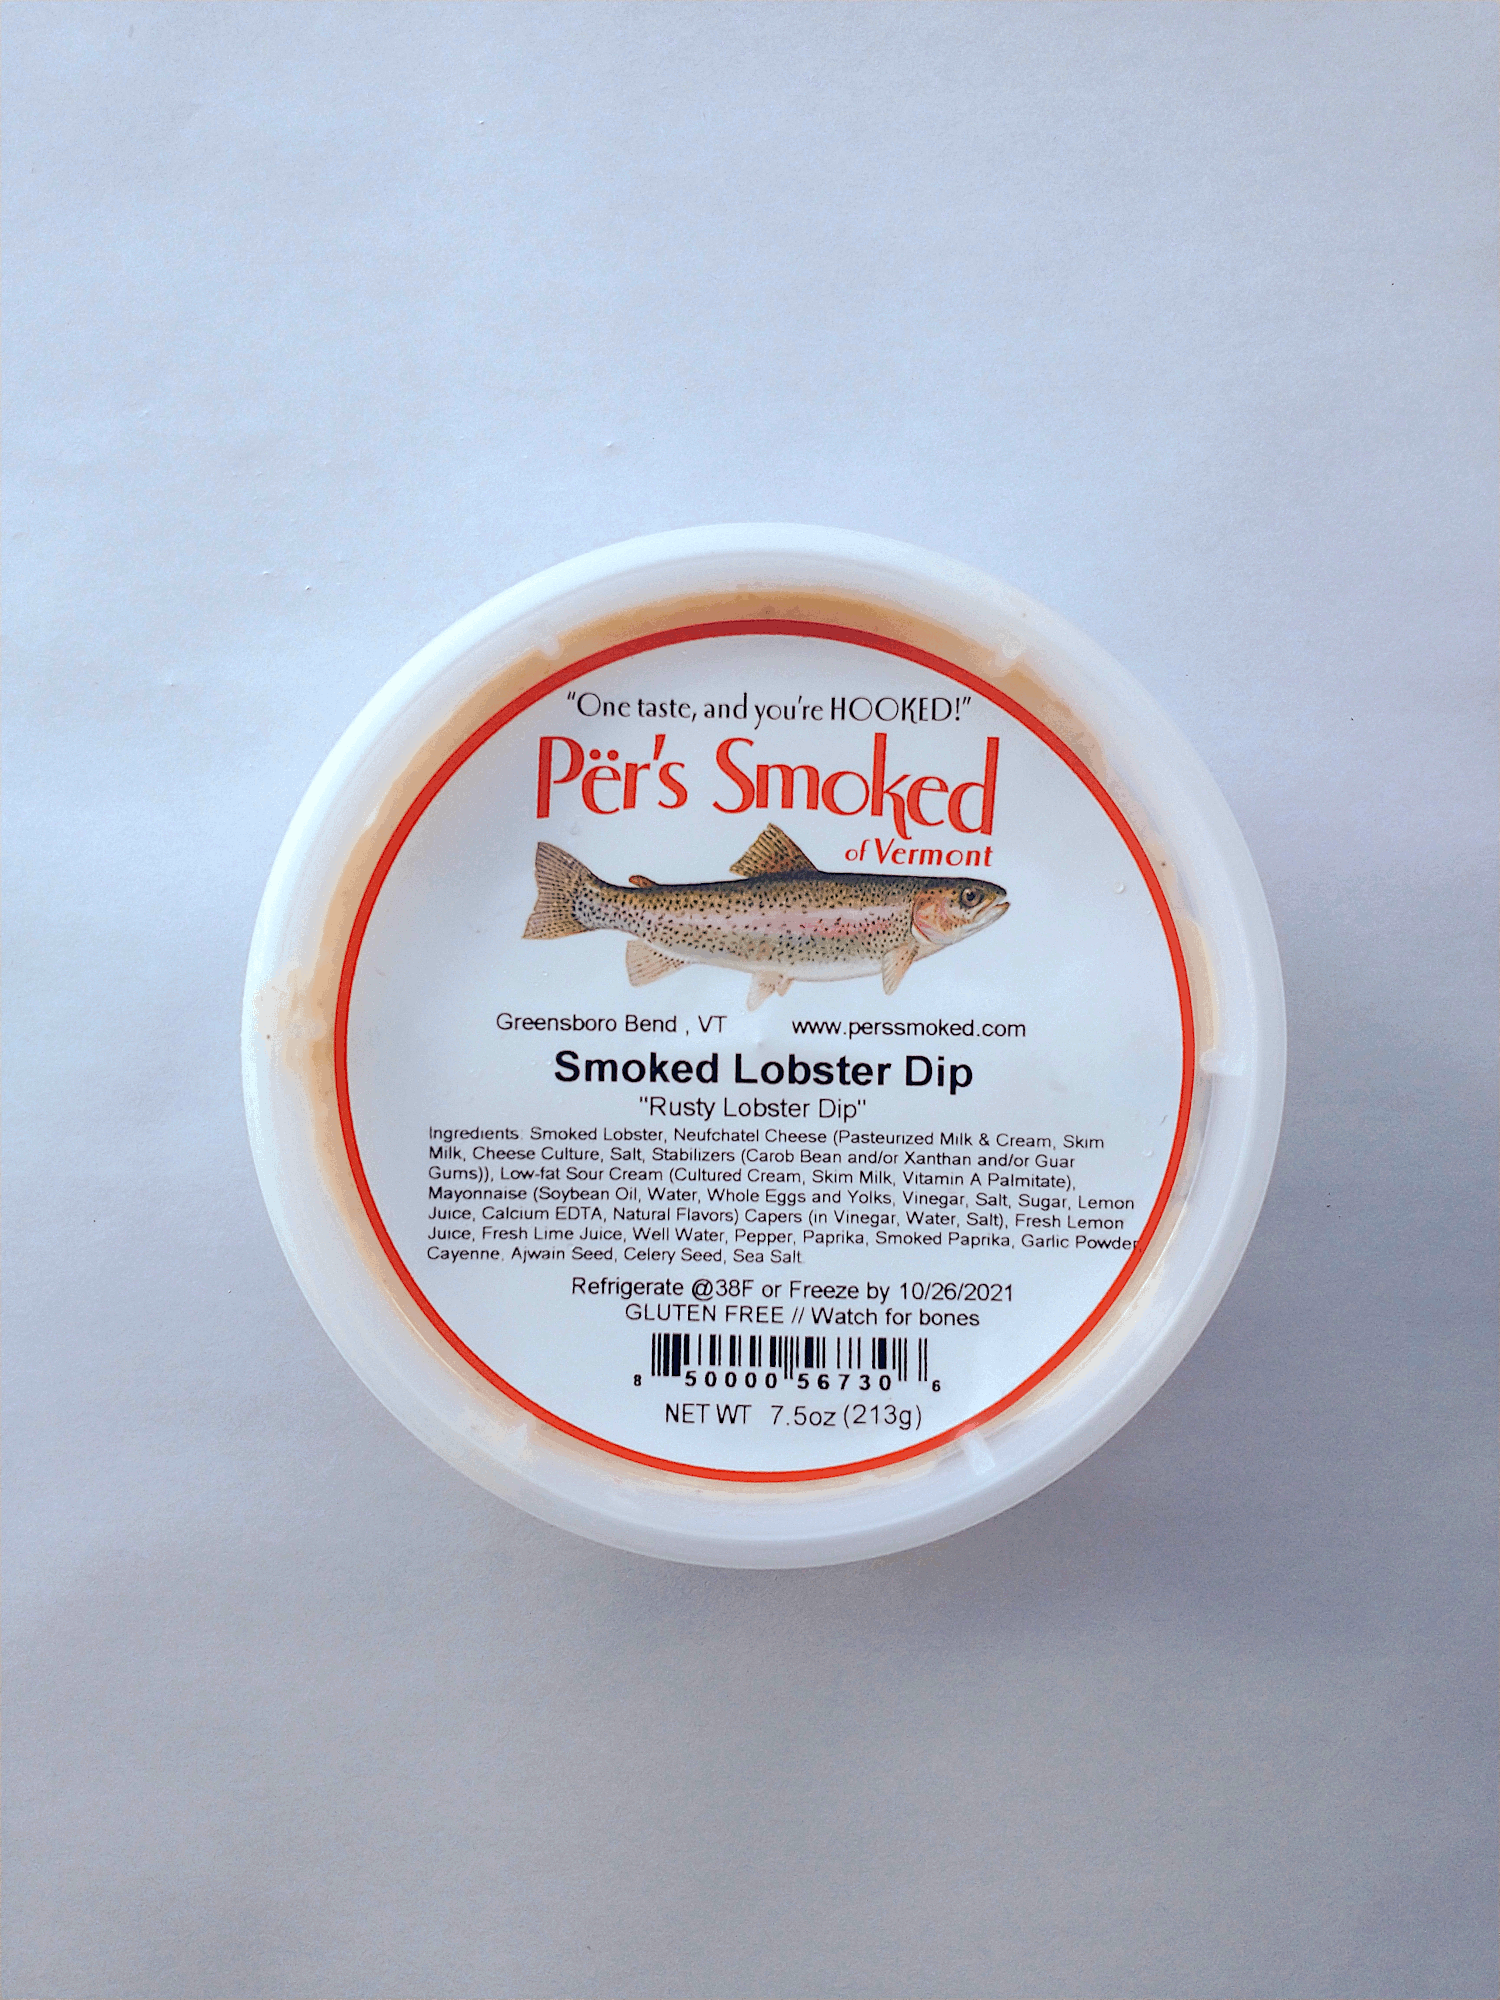 "One taste, and you're HOOKED!"
Për's Smoked
of Vermont
Greensboro Bend , VT www.perssmoked.com
Smoked Lobster Dip
"Rusty Lobster Dip"
Ingredients: Smoked Lobster, Neufchatel Cheese (Pasteurized Milk & Cream, Skim
Milk, Cheese Culture, Salt, Stabilizers (Carob Bean and/or Xanthan and/or Guar
Gums)), Low-fat Sour Cream (Cultured Cream, Skim Milk, Vitamin A Palmitate),
Mayonnaise (Soybean Oil, Water, Whole Eggs and Yolks, Vinegar, Salt, Sugar, Lemon
Juice, Calcium EDTA, Natural Flavors) Capers (in Vinegar, Water, Salt), Fresh Lemon
Juice, Fresh Lime Juice, Well Water, Pepper, Paprika, Smoked Paprika, Garlic Powder,
Cayenne, Ajwain Seed, Celery Seed, Sea Salt
Refrigerate @38F or Freeze by 10/26/2021
GLUTEN FREE // Watch for bones
8 50000 56730 6
NET WT 7.5oz (213g)